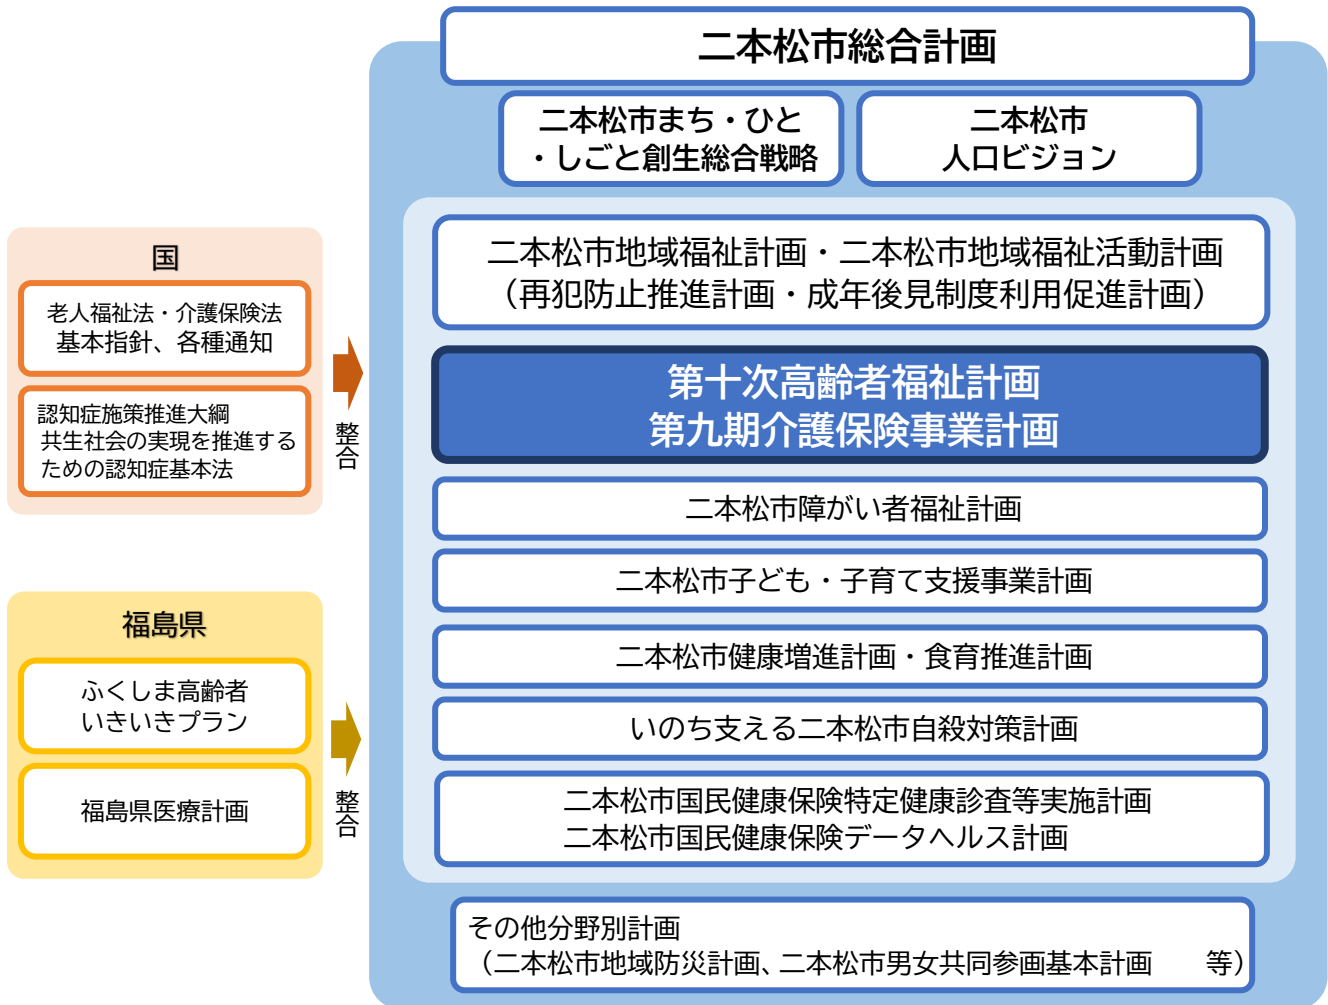 二本松市総合計画
二本松市まち・ひと
・しごと創生総合戦略
二本松市
人口ビジョン
国
老人福祉法・介護保険法
基本指針、各種通知
認知症施策推進大綱
共生社会の実現を推進する
ための認知症基本法
整合
福島県
ふくしま高齢者
いきいきプラン
福島県医療計画
整合
二本松市地域福祉計画・二本松市地域福祉活動計画
（再犯防止推進計画・成年後見制度利用促進計画）
第十次高齢者福祉計画
第九期介護保険事業計画
二本松市障がい者福祉計画
二本松市子ども・子育て支援事業計画
二本松市健康増進計画・食育推進計画
いのち支える二本松市自殺対策計画
二本松市国民健康保険特定健康診査等実施計画
二本松市国民健康保険データヘルス計画
その他分野別計画
（二本松市地域防災計画、二本松市男女共同参画基本計画　　等）